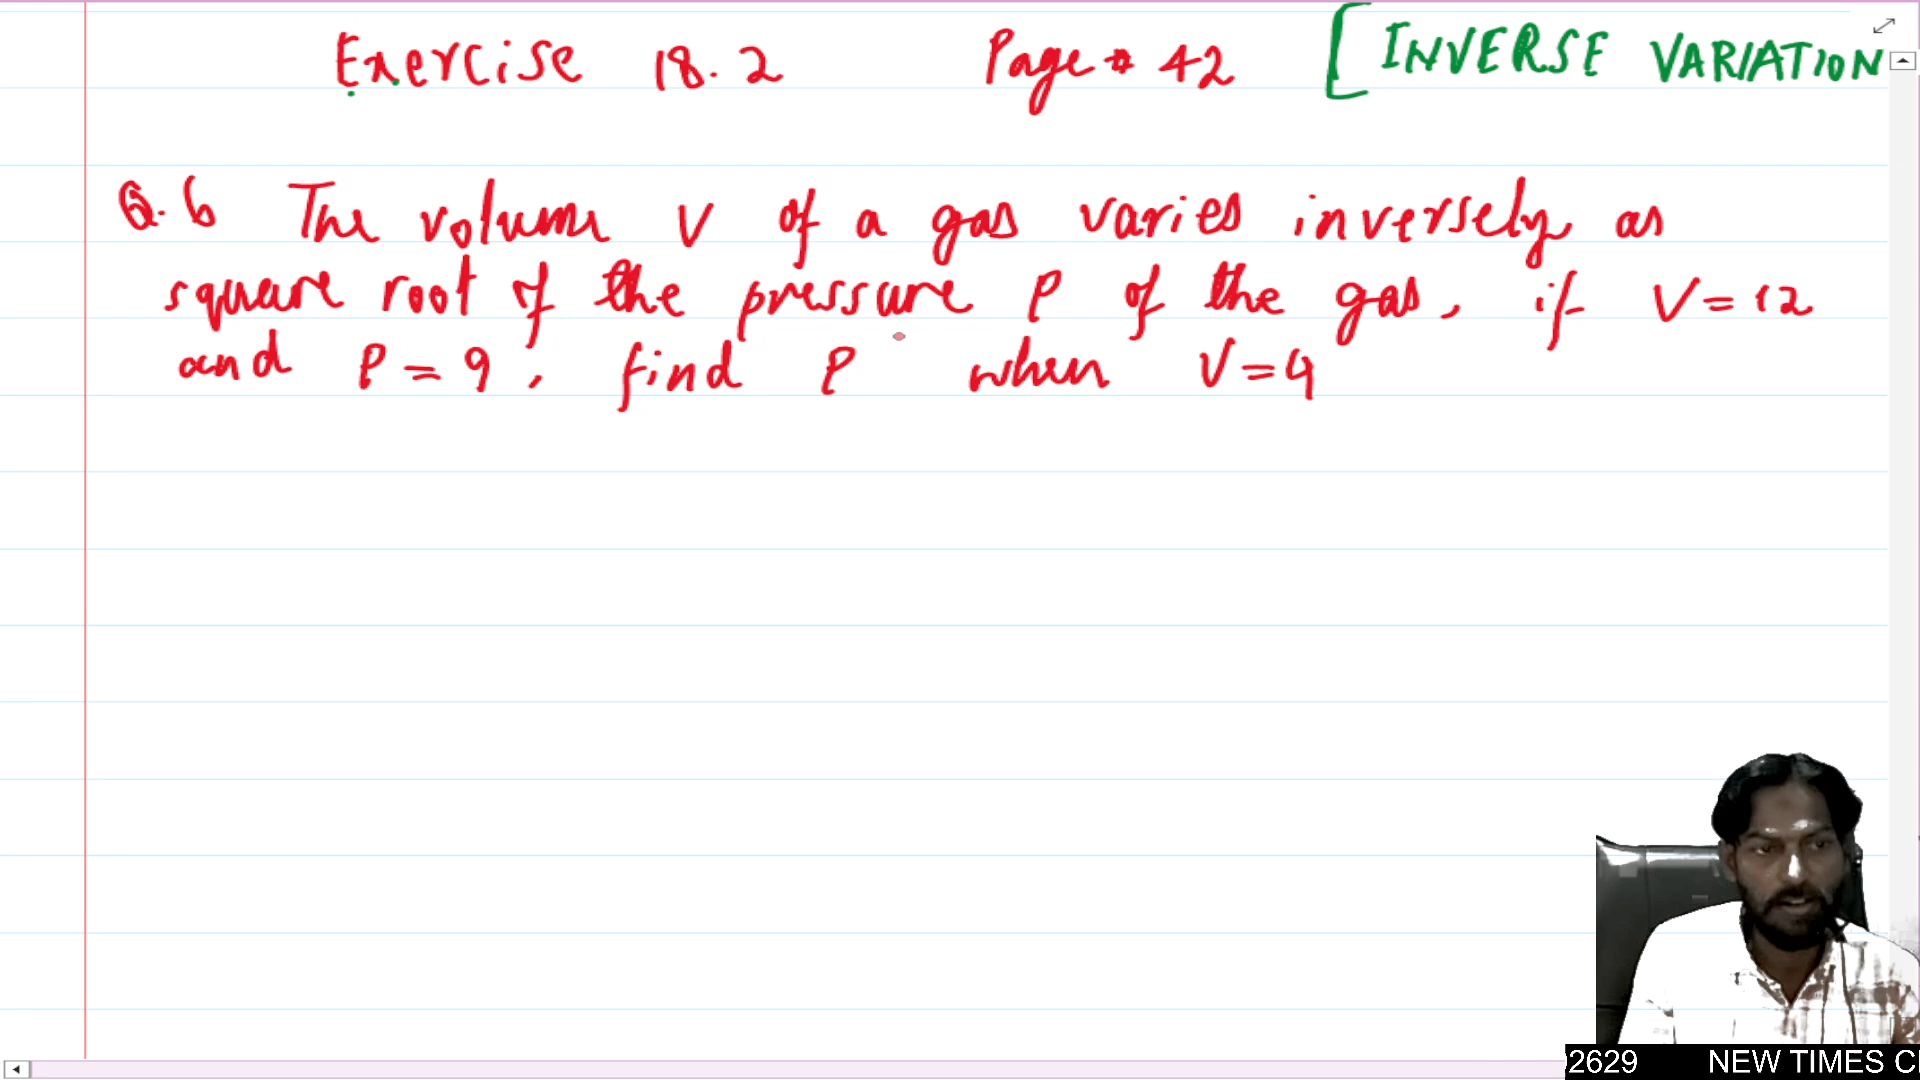 Exercise 18.2 Page # 42 [INVERSE VARIATION
Q.6 The volume V of a gas varies inversely as
square root of the pressure P of the gas, if V=12
and P=9, find P when V=4
02629 NEW TIMES C